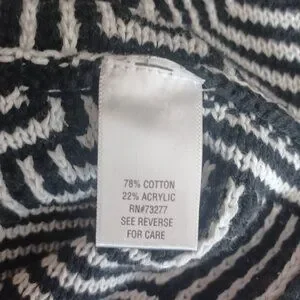 78% COTTON
22% ACRYLIC
RN#73277
SEE REVERSE
FOR CARE